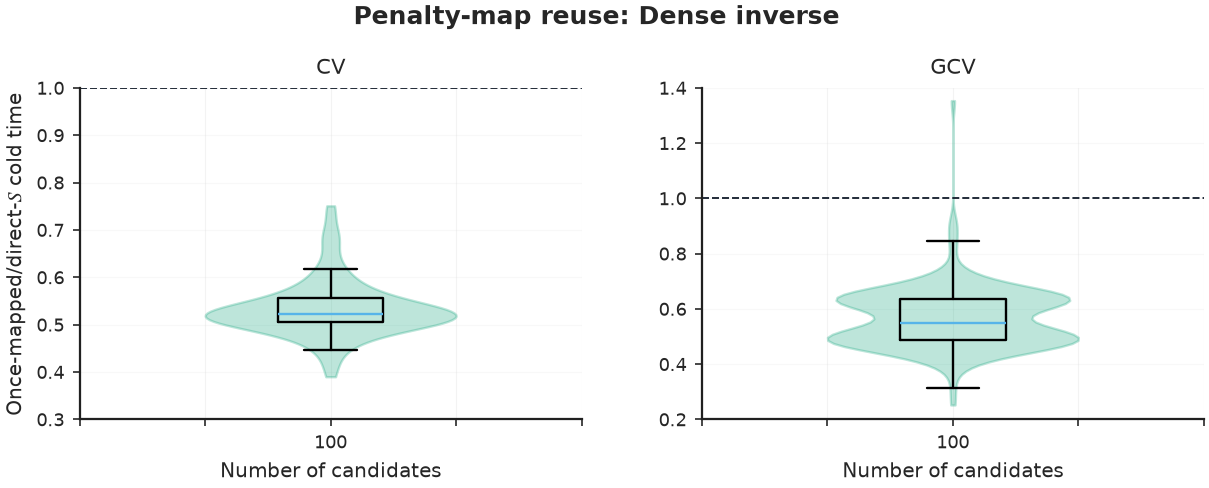 Penalty-map reuse: Dense inverse
CV
Once-mapped/direct-S cold time
1.0
0.9
0.8
0.7
0.6
0.5
0.4
0.3
100
Number of candidates
GCV
1.4
1.2
1.0
0.8
0.6
0.4
0.2
100
Number of candidates